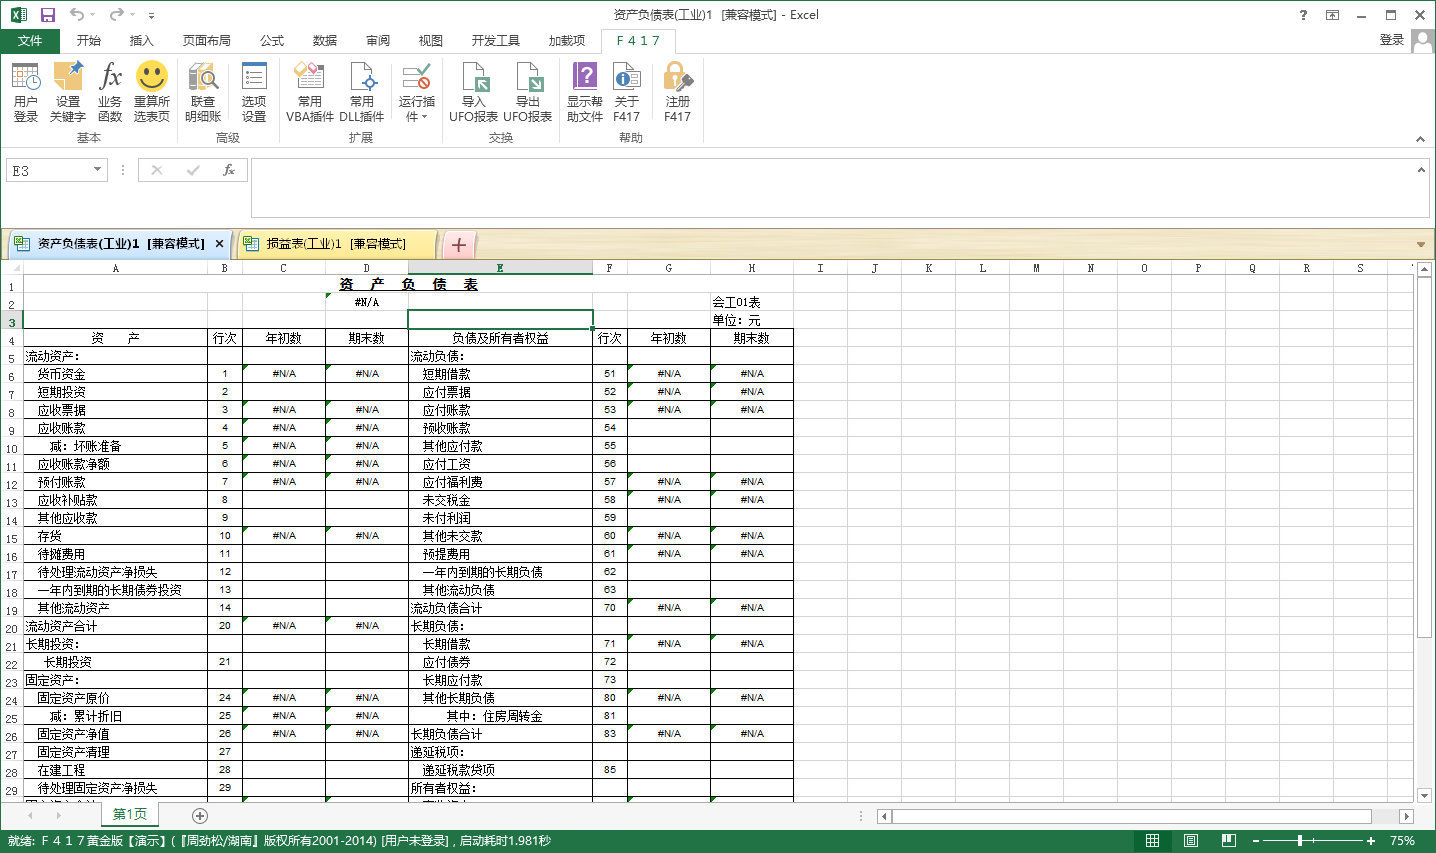 资产负债表(工业)1 [兼容模式] - Excel
文件 开始 插入 页面布局 公式 数据 审阅 视图 开发工具 加载项 F 4 1 7 登录
用户 设置 业务 重算所 联查 选项 常用 常用 运行插 导入 导出 显示帮 关于 注册
登录 关键字 函数 选表页 明细账 设置 VBA插件 DLL插件 件 UFO报表 UFO报表 助文件 F417 F417
基本 高级 扩展 交换 帮助
E3 fx
资产负债表(工业)1 [兼容模式] 损益表(工业)1 [兼容模式]
A B C D E F G H I J K L M N O P Q R S
1 资 产 负 债 表
2 #N/A 会工01表
3 单位：元
4 资 产 行次 年初数 期末数 负债及所有者权益 行次 年初数 期末数
5 流动资产： 流动负债：
6 货币资金 1 #N/A #N/A 短期借款 51 #N/A #N/A
7 短期投资 2 应付票据 52 #N/A #N/A
8 应收票据 3 #N/A #N/A 应付账款 53 #N/A #N/A
9 应收账款 4 #N/A #N/A 预收账款 54
10 减：坏账准备 5 #N/A #N/A 其他应付款 55
11 应收账款净额 6 #N/A #N/A 应付工资 56
12 预付账款 7 #N/A #N/A 应付福利费 57 #N/A #N/A
13 应收补贴款 8 未交税金 58 #N/A #N/A
14 其他应收款 9 未付利润 59
15 存货 10 #N/A #N/A 其他未交款 60 #N/A #N/A
16 待摊费用 11 预提费用 61 #N/A #N/A
17 待处理流动资产净损失 12 一年内到期的长期负债 62
18 一年内到期的长期债券投资 13 其他流动负债 63
19 其他流动资产 14 流动负债合计 70 #N/A #N/A
20 流动资产合计 20 #N/A #N/A 长期负债：
21 长期投资： 长期借款 71 #N/A #N/A
22 长期投资 21 应付债券 72
23 固定资产： 长期应付款 73
24 固定资产原价 24 #N/A #N/A 其他长期负债 80 #N/A #N/A
25 减：累计折旧 25 #N/A #N/A 其中：住房周转金 81
26 固定资产净值 26 #N/A #N/A 长期负债合计 83 #N/A #N/A
27 固定资产清理 27 递延税项：
28 在建工程 28 递延税款贷项 85
29 待处理固定资产净损失 29 所有者权益：
第1页
就绪: F 4 1 7 黄金版【演示】(『周劲松/湖南』版权所有2001-2014) [用户未登录] , 启动耗时1.981秒 75%